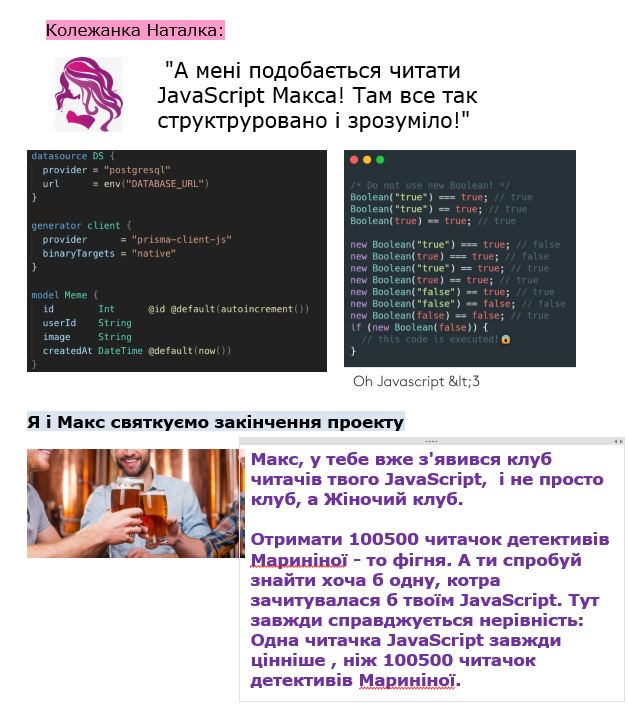 Колежанка Наталка:
"А мені подобається читати
JavaScript Макса! Там все так
структруровано і зрозуміло!"
datasource DS {
  provider = "postgresql"
  url      = env("DATABASE_URL")
}
generator client {
  provider      = "prisma-client-js"
  binaryTargets = "native"
}
model Meme {
  id        Int      @id @default(autoincrement())
  userId    String
  image     String
  createdAt DateTime @default(now())
}
/* Do not use new Boolean! */
Boolean("true") === true; // true
Boolean("true") == true; // true
Boolean(true) == true; // true
new Boolean("true") === true; // false
new Boolean(true) === true; // false
new Boolean("true") == true; // true
new Boolean(true) == true; // true
new Boolean("false") == true; // true
new Boolean("false") == false; // false
new Boolean(false) == false; // true
if (new Boolean(false)) {
  // this code is executed!😱
}
Oh Javascript &lt;3
Я і Макс святкуємо закінчення проекту
Макс, у тебе вже з'явився клуб
читачів твого JavaScript,  і не просто
клуб, а Жіночий клуб.
Отримати 100500 читачок детективів
Мариніної - то фігня. А ти спробуй
знайти хоча б одну, котра
зачитувалася б твоїм JavaScript. Тут
завжди справджується нерівність:
Одна читачка JavaScript завжди
цінніше , ніж 100500 читачок
детективів Мариніної.